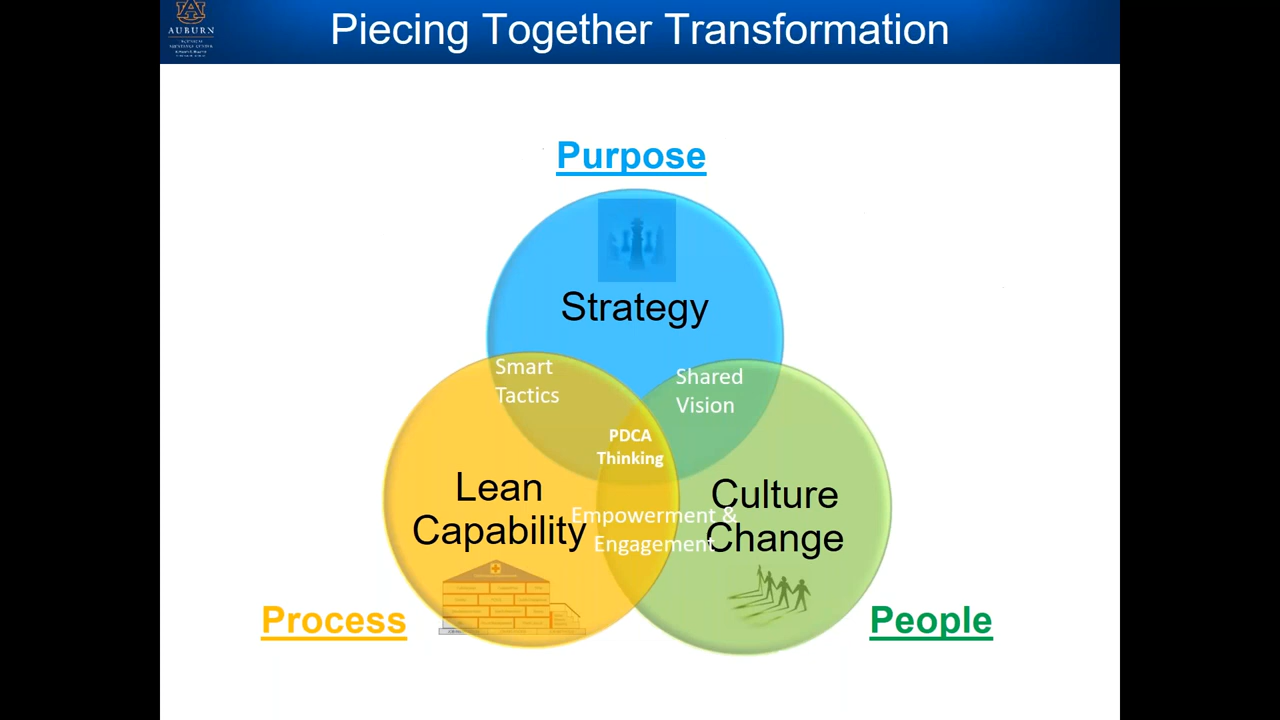 Piecing Together Transformation
AUBURN
Purpose
Strategy
Smart
Tactics
Shared
Vision
PDCA
Thinking
Lean
Capability
Empowerment &
Engagement
Culture
Change
Process
People